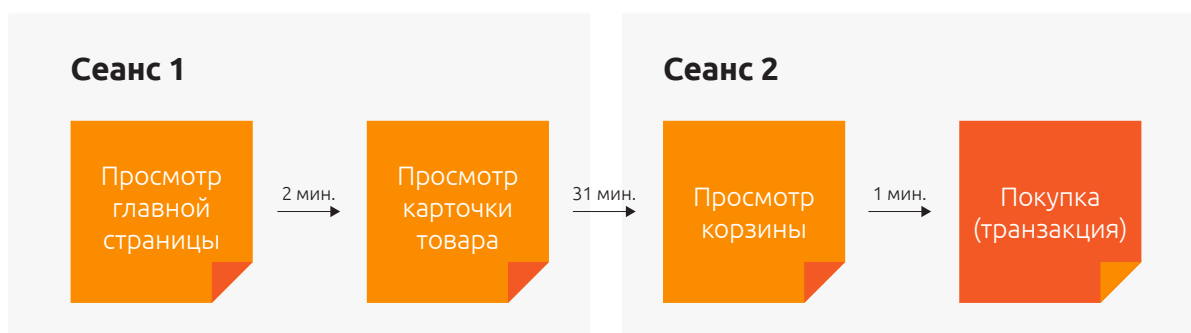 Сеанс 1
Просмотр
главной
страницы
2 мин.
Просмотр
карточки
товара
31 мин.
Сеанс 2
Просмотр
корзины
1 мин.
Покупка
(транзакция)